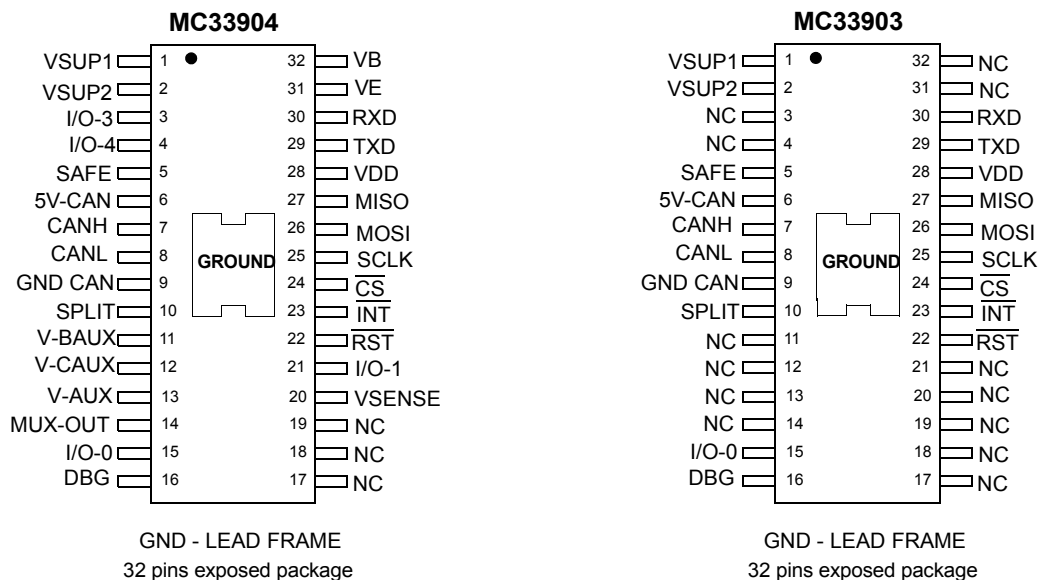 MC33904
VSUP1 1 32 VB
VSUP2 2 31 VE
I/O-3 3 30 RXD
I/O-4 4 29 TXD
SAFE 5 28 VDD
5V-CAN 6 27 MISO
CANH 7 26 MOSI
CANL 8 25 SCLK
GROUND
GND CAN 9 24 CS
SPLIT 10 23 INT
V-BAUX 11 22 RST
V-CAUX 12 21 I/O-1
V-AUX 13 20 VSENSE
MUX-OUT 14 19 NC
I/O-0 15 18 NC
DBG 16 17 NC
GND - LEAD FRAME
32 pins exposed package
MC33903
VSUP1 1 32 NC
VSUP2 2 31 NC
NC 3 30 RXD
NC 4 29 TXD
SAFE 5 28 VDD
5V-CAN 6 27 MISO
CANH 7 26 MOSI
CANL 8 25 SCLK
GROUND
GND CAN 9 24 CS
SPLIT 10 23 INT
NC 11 22 RST
NC 12 21 NC
NC 13 20 NC
NC 14 19 NC
I/O-0 15 18 NC
DBG 16 17 NC
GND - LEAD FRAME
32 pins exposed package